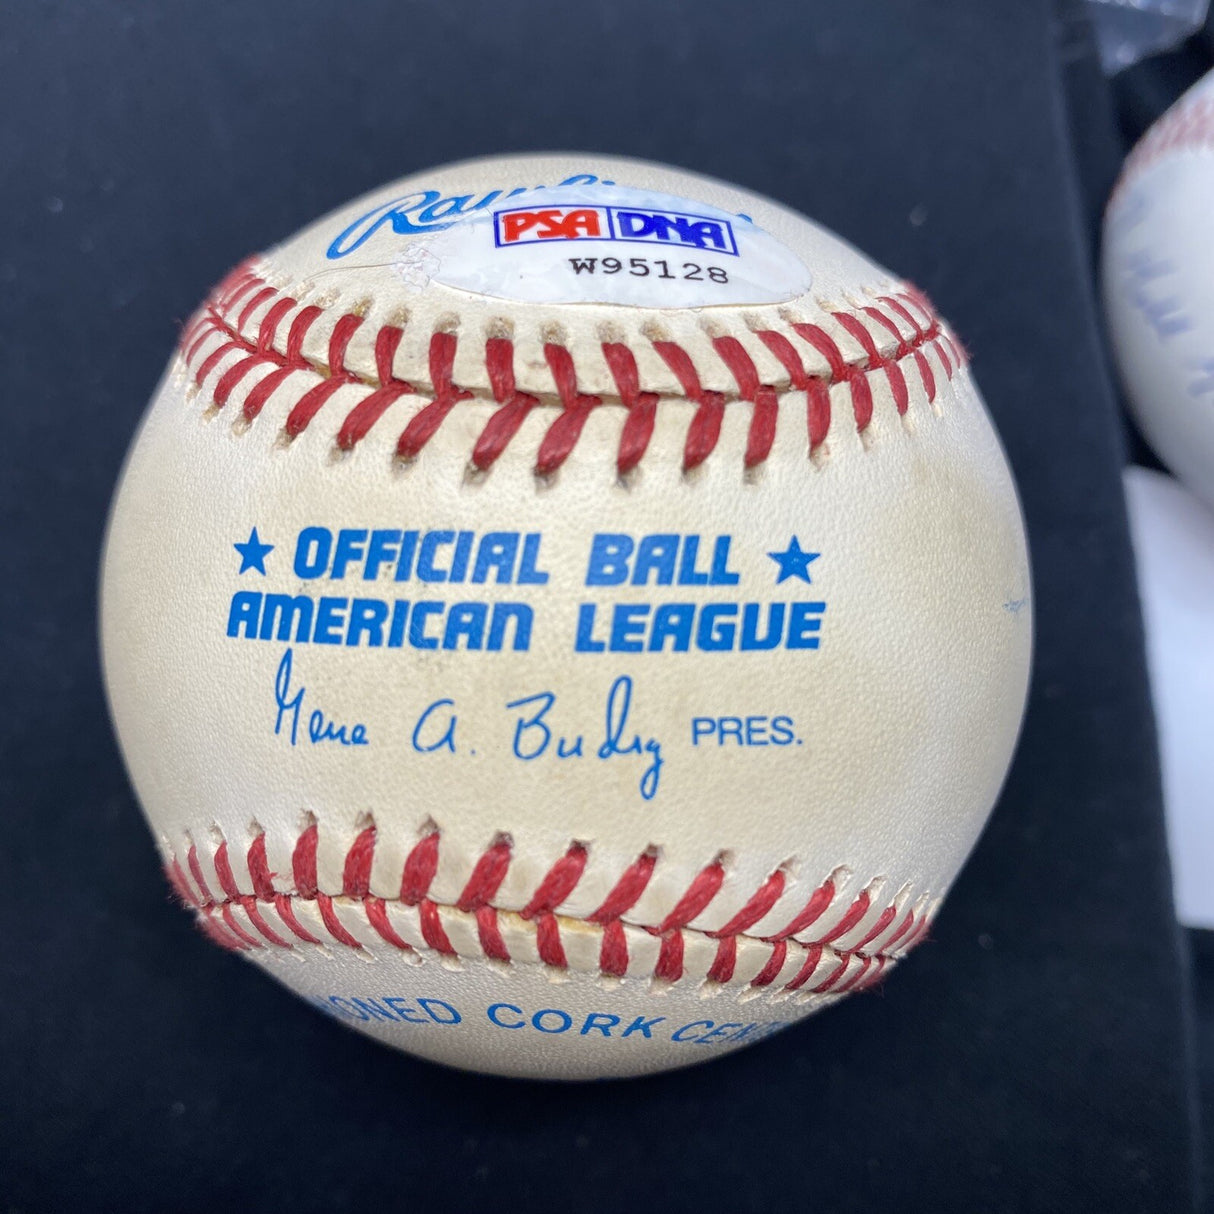 PSA DNA
W95128
OFFICIAL BALL
AMERICAN LEAGUE
Gene A. Budig PRES.
CORK